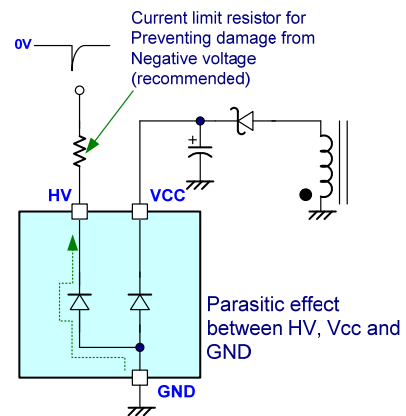 Current limit resistor for
Preventing damage from
Negative voltage
(recommended)
0V
+
HV
VCC
Parasitic effect
between HV, Vcc and
GND
GND